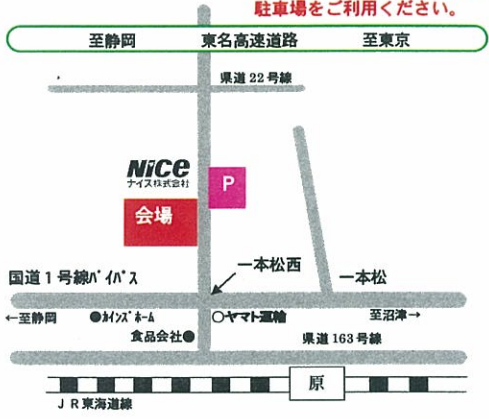 駐車場をご利用ください。
至静岡 東名高速道路 至東京
県道22号線
NICE
ナイス株式会社
P
会場
一本松西
国道1号線バイパス
一本松
←至静岡 ●カインズホーム ○ヤマト運輸 至沼津→
食品会社● 県道163号線
原
JR東海道線